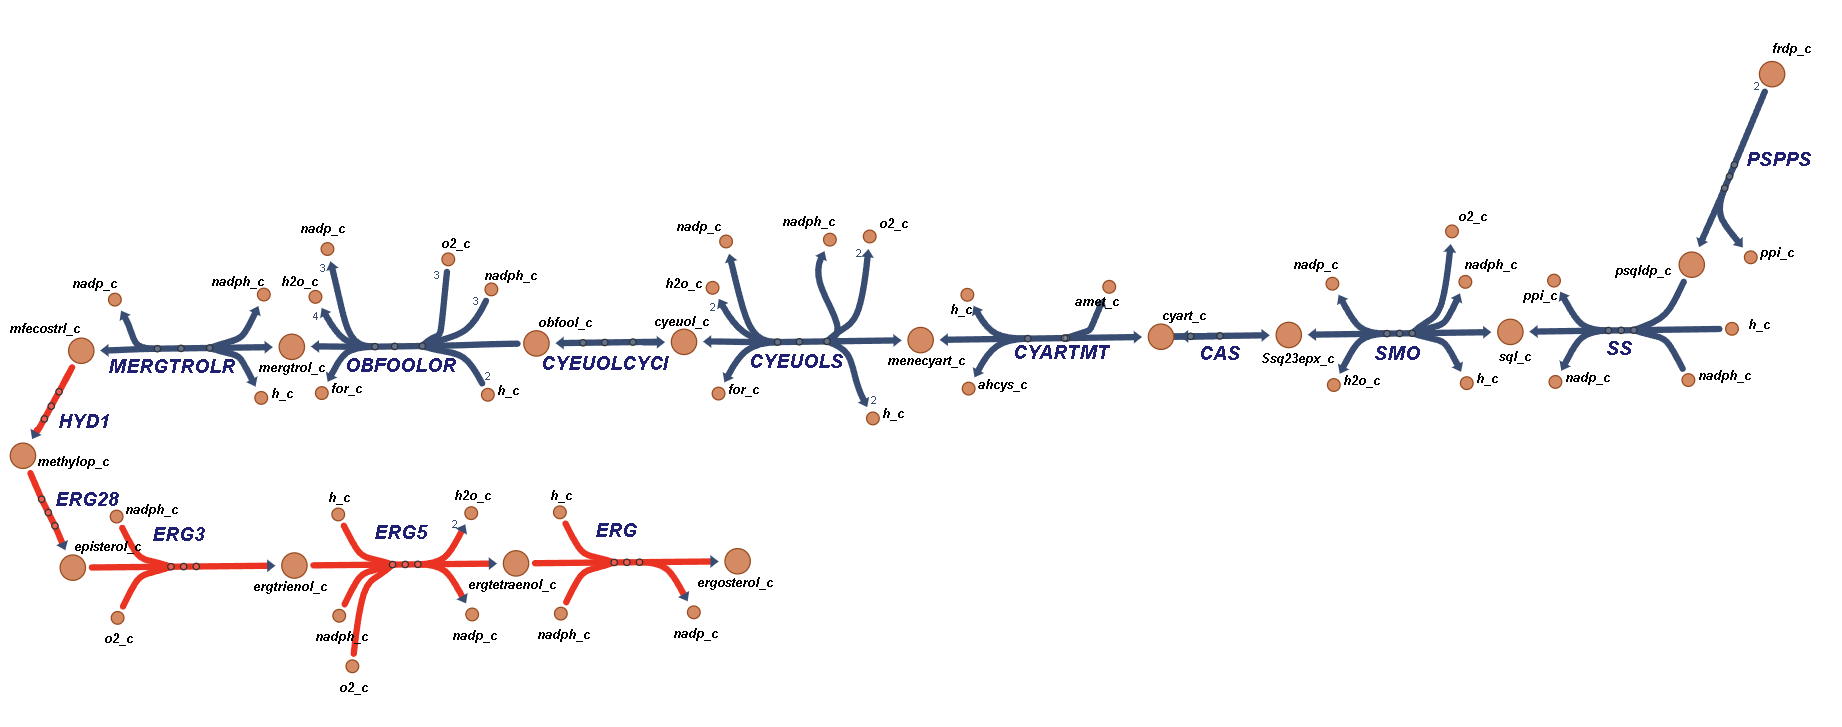 frdp_c
2
PSPPS
ppi_c
psqldp_c
ppi_c
h_c
SS
nadp_c
nadph_c
o2_c
nadp_c
nadph_c
sql_c
SMO
Ssq23epx_c
h2o_c
h_c
cyart_c
CAS
amet_c
h_c
CYARTMT
menecyart_c
ahcys_c
nadp_c
nadph_c
o2_c
2
h2o_c
2
cyeuol_c
CYEUOLS
for_c
2
h_c
obfool_c
CYEUOLCYCI
nadp_c
o2_c
3
3
nadph_c
3
h2o_c
4
mergtrol_c
OBFOOLOR
for_c
2
h_c
nadp_c
nadph_c
mfecostrl_c
MERGTROLR
h_c
HYD1
methylop_c
ERG28
nadph_c
ERG3
episterol_c
o2_c
ergtrienol_c
h_c
h2o_c
2
ERG5
nadph_c
nadp_c
o2_c
ergtetraenol_c
h_c
ERG
nadph_c
nadp_c
ergosterol_c